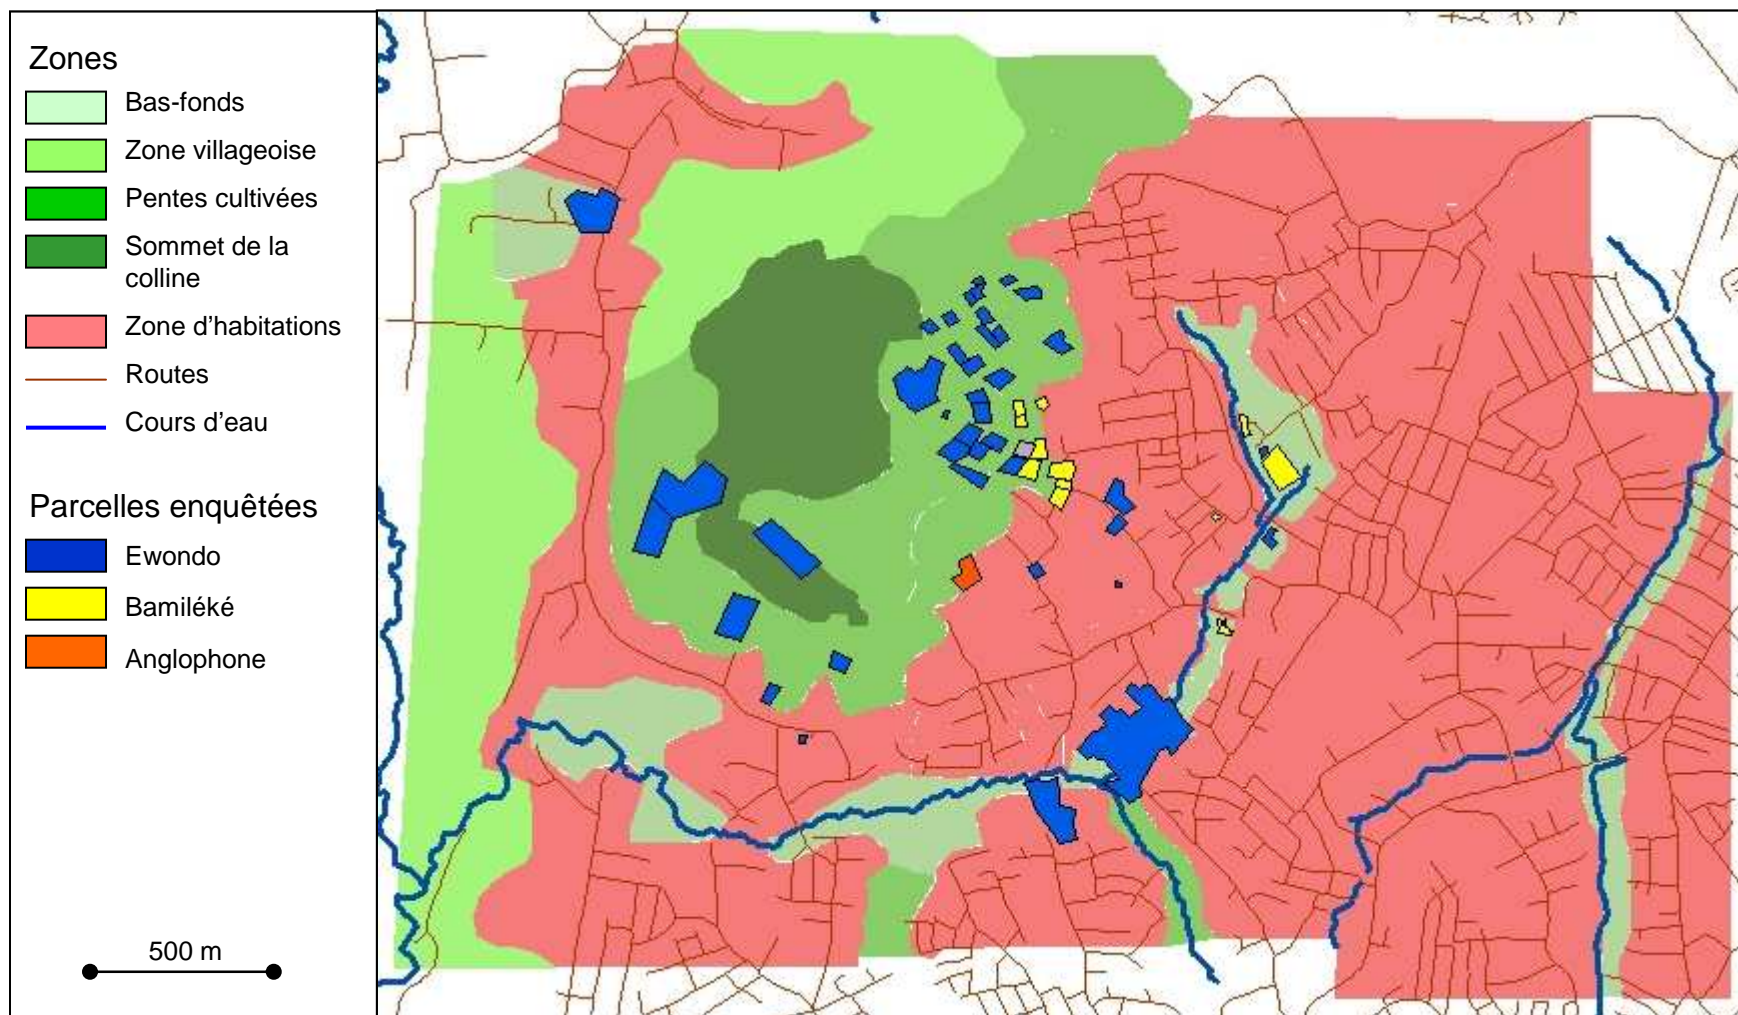 Zones
Bas-fonds
Zone villageoise
Pentes cultivées
Sommet de la
colline
Zone d'habitations
Routes
Cours d'eau
Parcelles enquêtées
Ewondo
Bamiléké
Anglophone
500 m